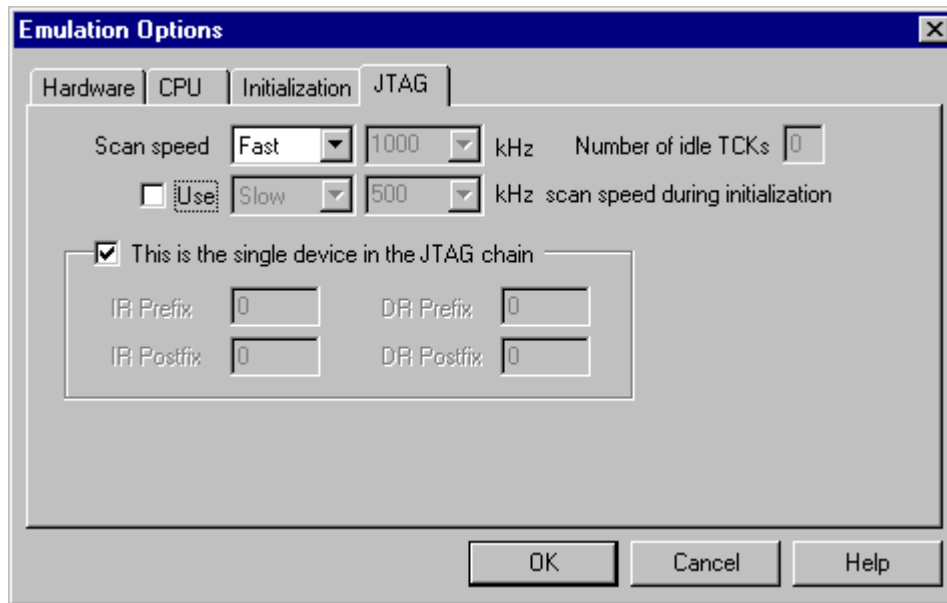 Emulation Options
Hardware CPU Initialization JTAG
Scan speed Fast 1000 kHz Number of idle TCKs 0
Use Slow 500 kHz scan speed during initialization
This is the single device in the JTAG chain
IR Prefix 0 DR Prefix 0
IR Postfix 0 DR Postfix 0
OK Cancel Help